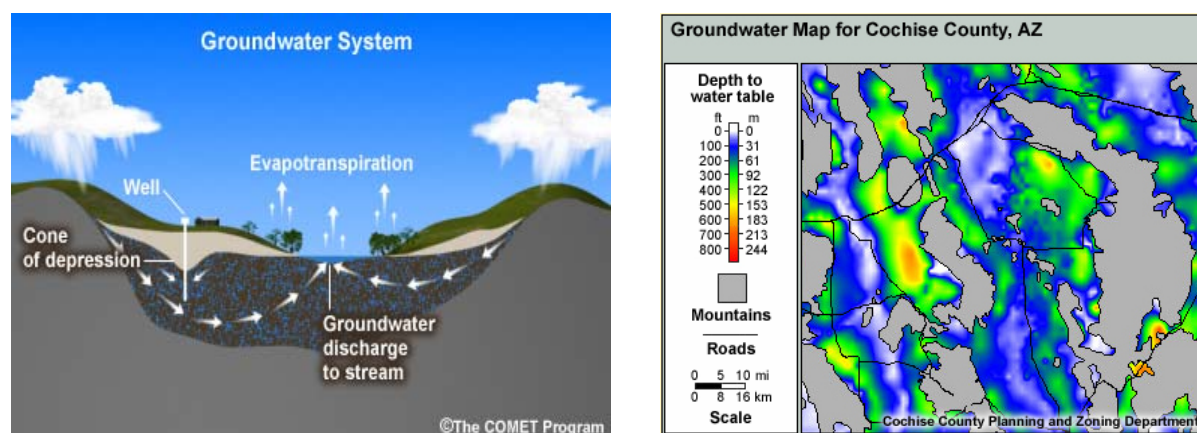 Groundwater System
Evapotranspiration
Well
Cone
of depression
Groundwater
discharge
to stream
©The COMET Program
Groundwater Map for Cochise County, AZ
Depth to
water table
ft m
0 0
100 31
200 61
300 92
400 122
500 153
600 183
700 213
800 244
Mountains
Roads
0 5 10 mi
0 8 16 km
Scale
Cochise County Planning and Zoning Department